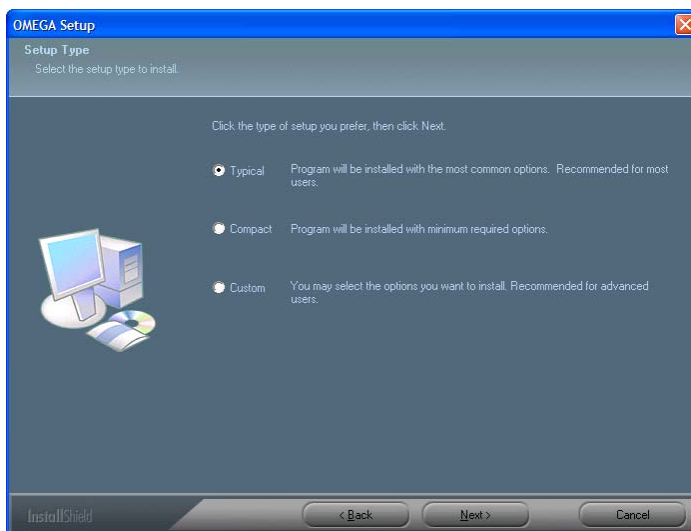 OMEGA Setup
Setup Type
Select the setup type to install.
Click the type of setup you prefer, then click Next.
Typical Program will be installed with the most common options. Recommended for most
users.
Compact Program will be installed with minimum required options.
Custom You may select the options you want to install. Recommended for advanced
users.
InstallShield < Back Next > Cancel